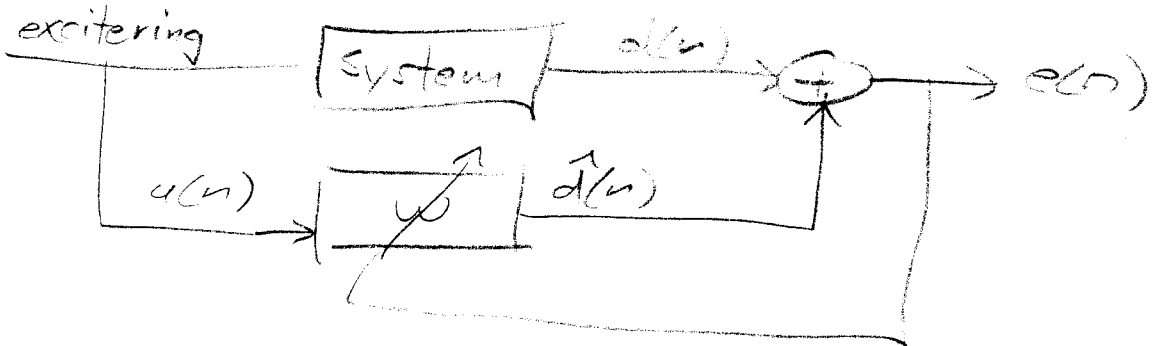 excitering
system
d(n)
+
e(n)
u(n)
w
d̂(n)